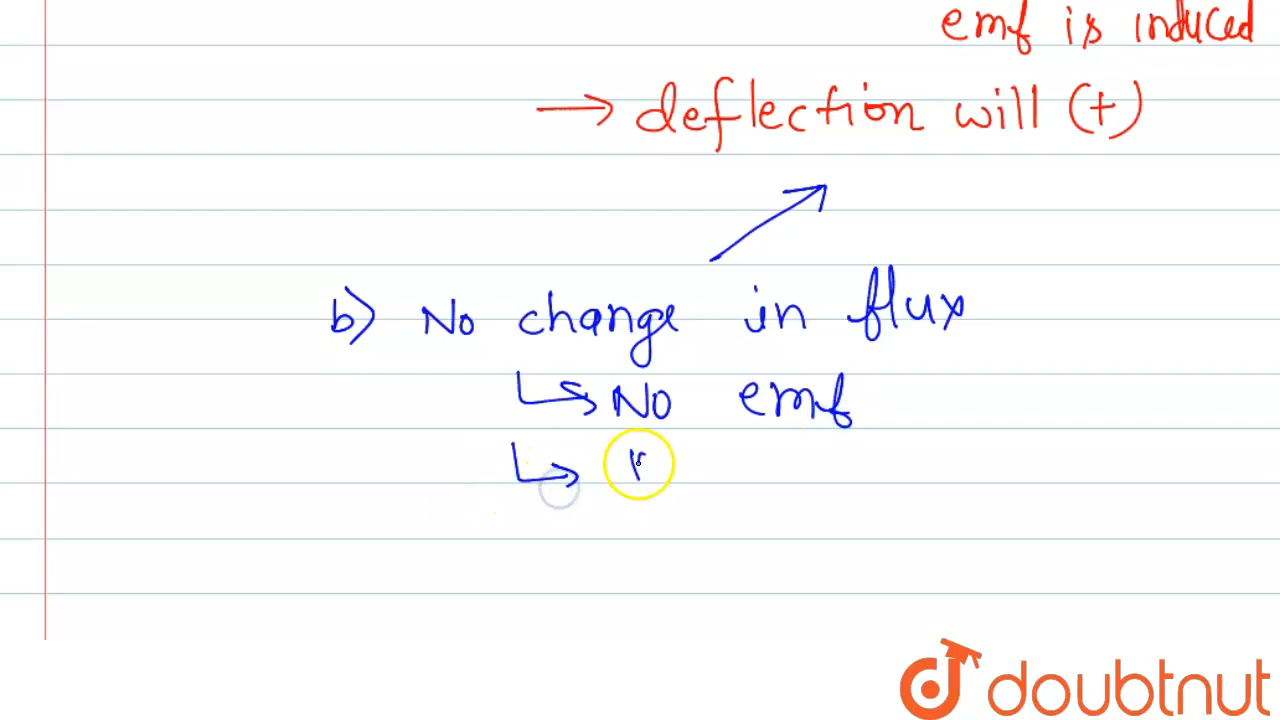 emf is induced
→ deflection will (+)
b) No change in flux
↳ No emf
↳
doubtnut